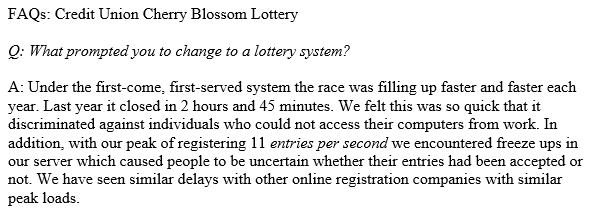 FAQs: Credit Union Cherry Blossom Lottery
Q: What prompted you to change to a lottery system?
A: Under the first-come, first-served system the race was filling up faster and faster each
year. Last year it closed in 2 hours and 45 minutes. We felt this was so quick that it
discriminated against individuals who could not access their computers from work. In
addition, with our peak of registering 11 entries per second we encountered freeze ups in
our server which caused people to be uncertain whether their entries had been accepted or
not. We have seen similar delays with other online registration companies with similar
peak loads.